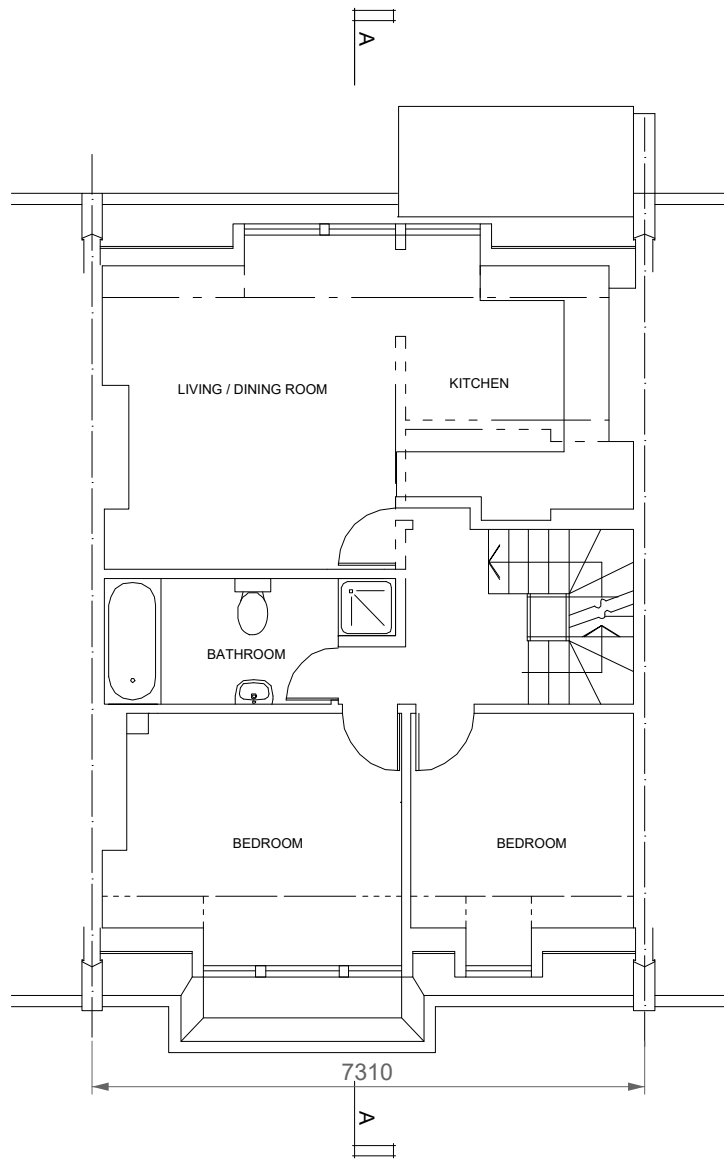 A
LIVING / DINING ROOM
KITCHEN
BATHROOM
BEDROOM
BEDROOM
7310
A